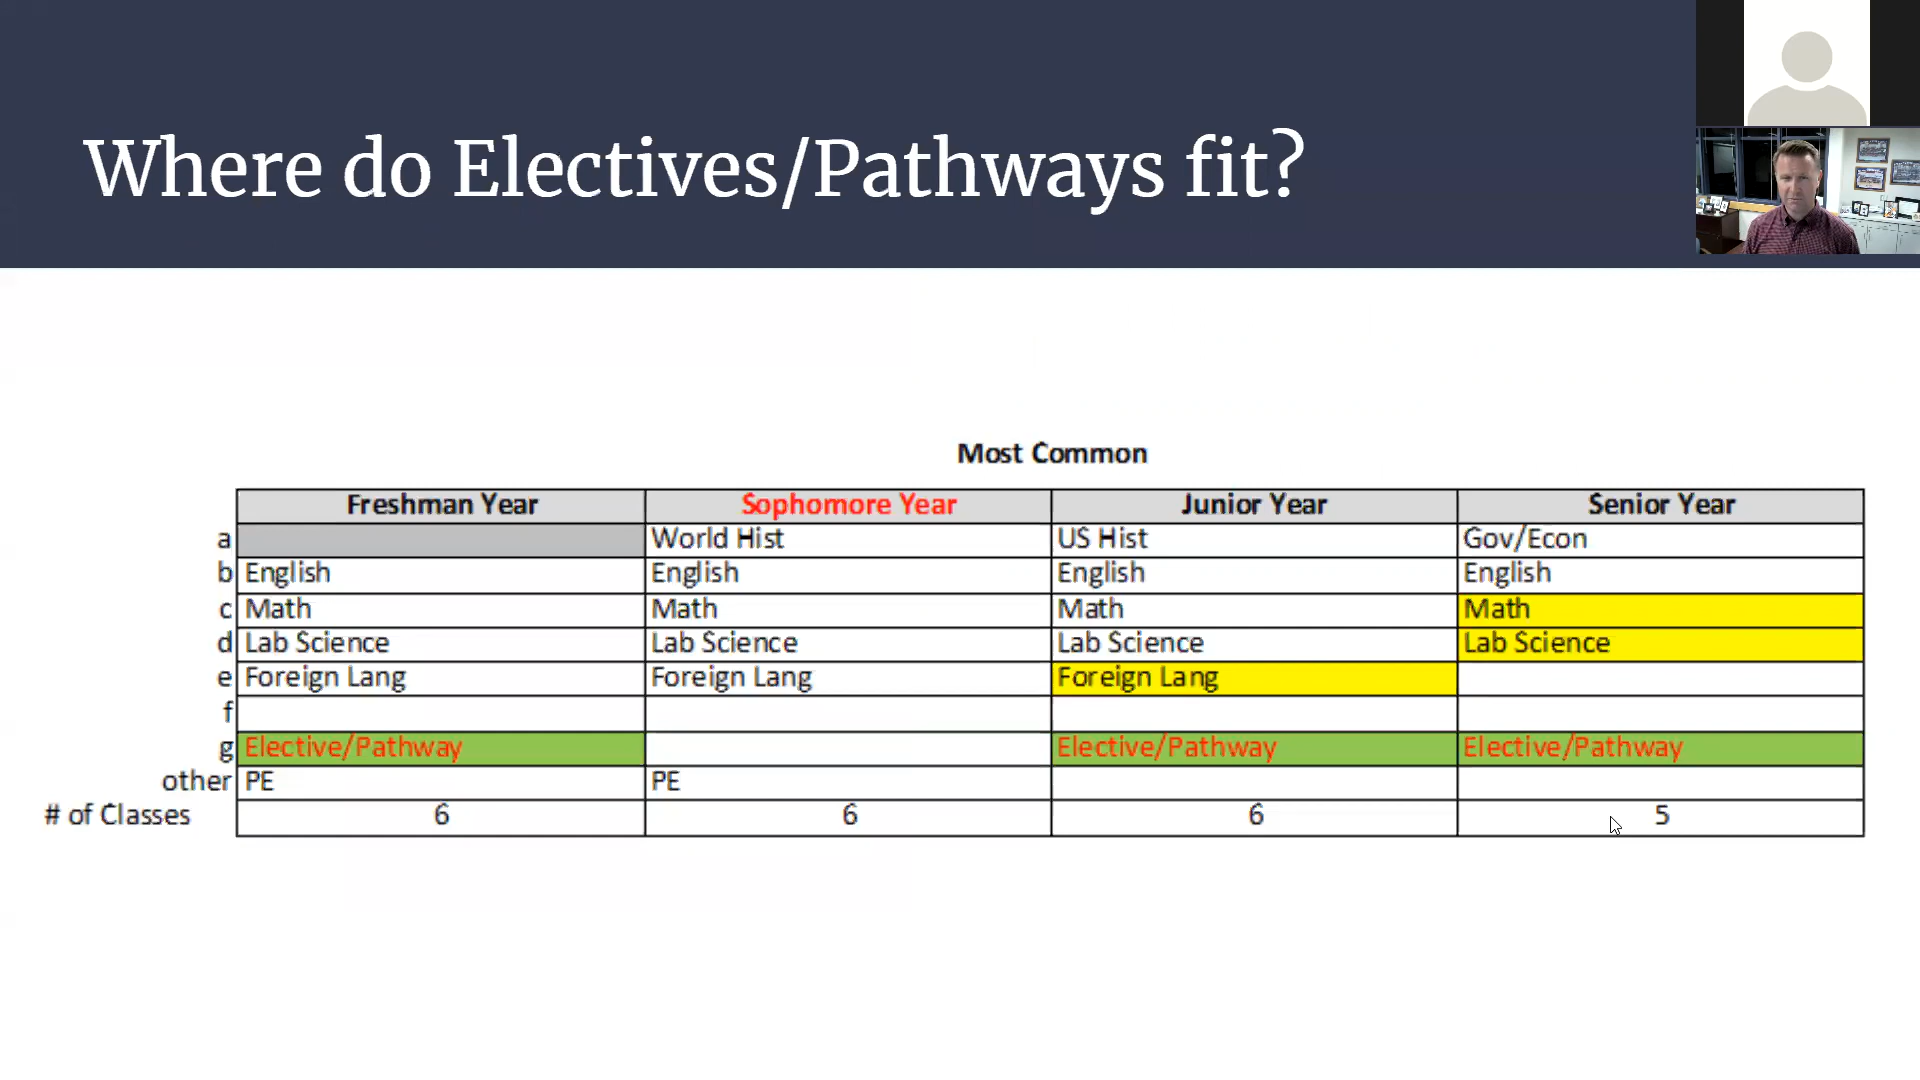 Where do Electives/Pathways fit?
Most Common
Freshman Year Sophomore Year Junior Year Senior Year
a World Hist US Hist Gov/Econ
b English English English English
c Math Math Math Math
d Lab Science Lab Science Lab Science Lab Science
e Foreign Lang Foreign Lang Foreign Lang
f
g Elective/Pathway Elective/Pathway Elective/Pathway
other PE PE
# of Classes 6 6 6 5